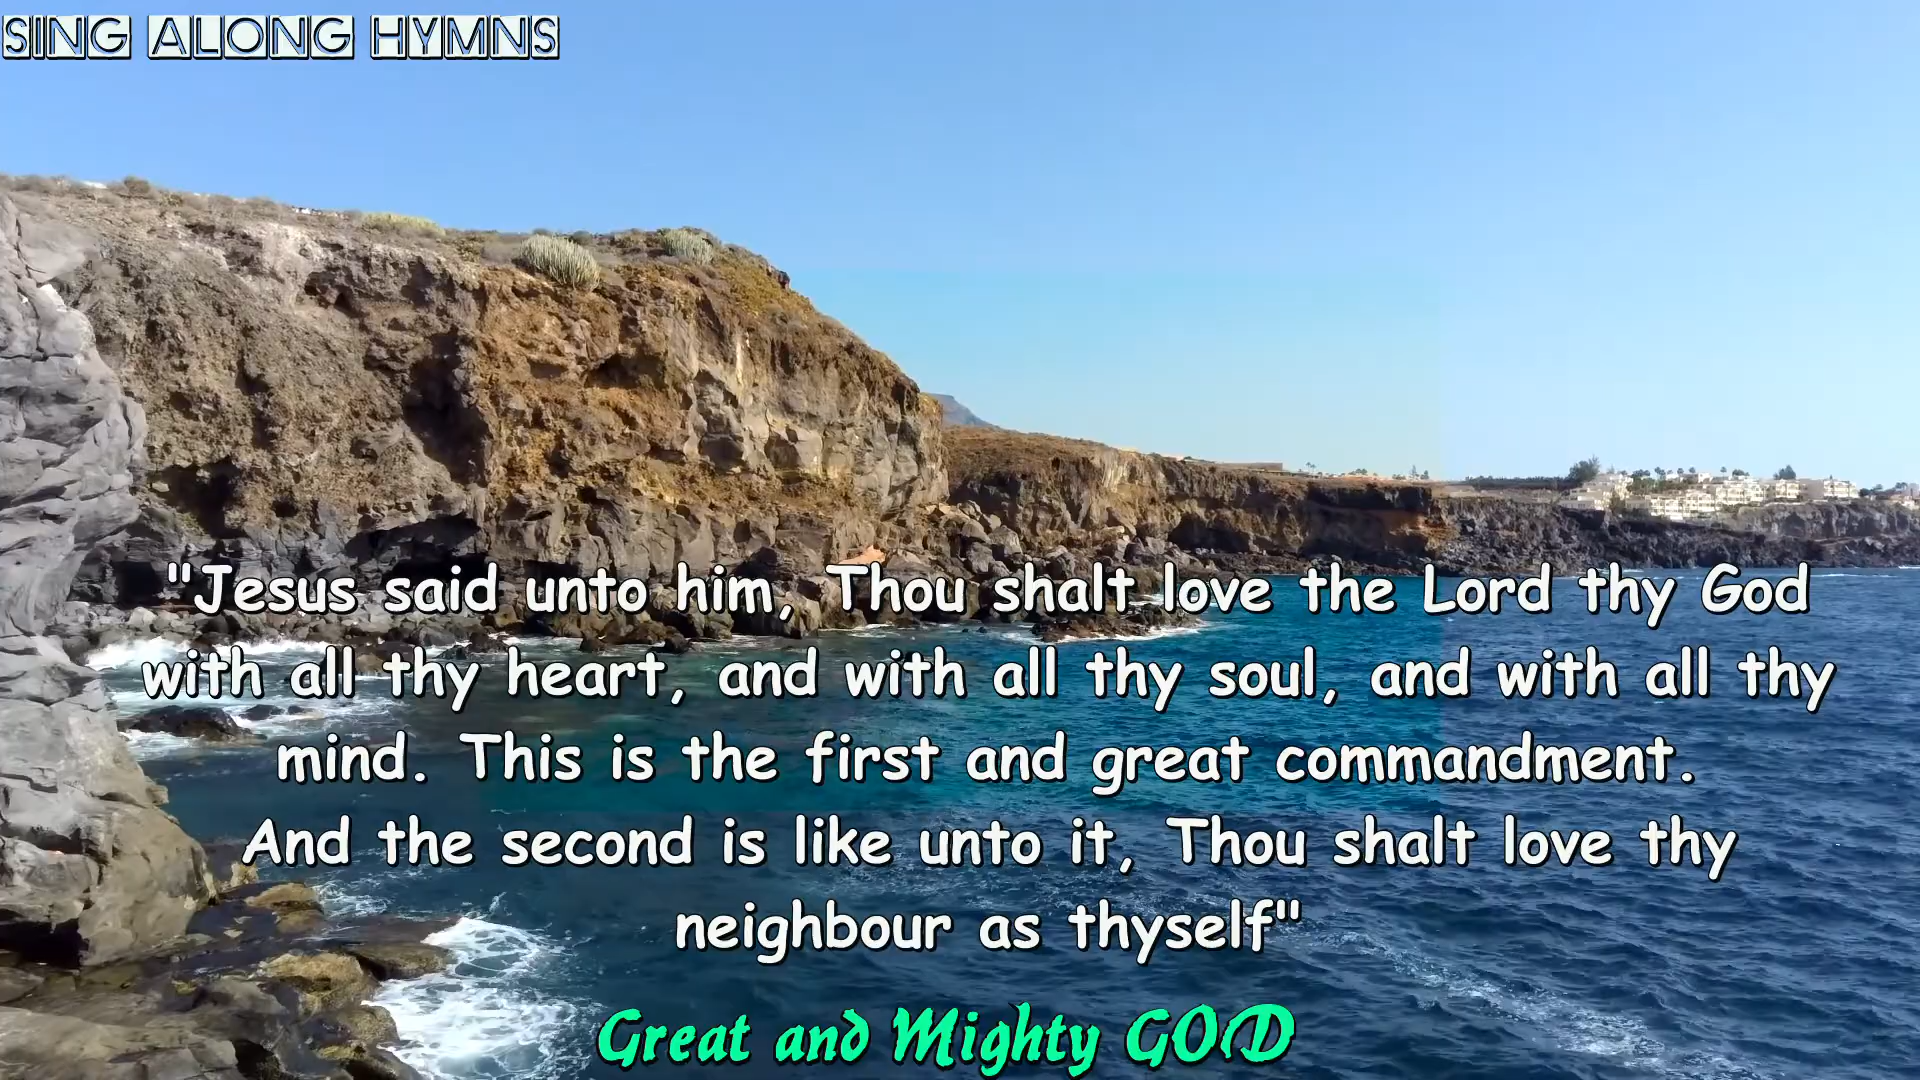 SING ALONG HYMNS
"Jesus said unto him, Thou shalt love the Lord thy God
with all thy heart, and with all thy soul, and with all thy
mind. This is the first and great commandment.
And the second is like unto it, Thou shalt love thy
neighbour as thyself"
Great and Mighty GOD